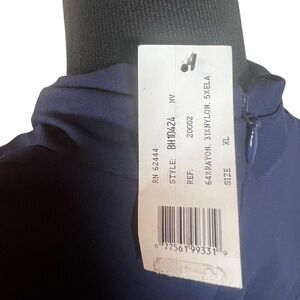 RN 62444
STYLE: BH10424 NV
REF: 20002
64%RAYON, 31%NYLON, 5%ELA
SIZE XL
6 77561 99331 9